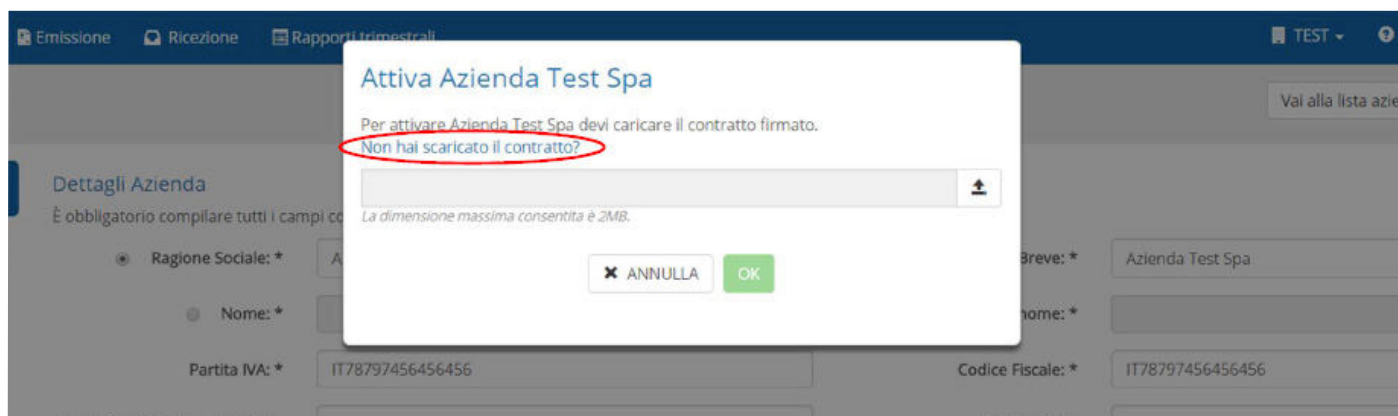 Emissione Ricezione Rapporti trimestrali TEST
Vai alla lista
Attiva Azienda Test Spa
Per attivare Azienda Test Spa devi caricare il contratto firmato.
Non hai scaricato il contratto?
La dimensione massima consentita è 2MB.
ANNULLA OK
Dettagli Azienda
È obbligatorio compilare tutti i campi
Ragione Sociale: * A Breve: * Azienda Test Spa
Nome: * nome: *
Partita IVA: * IT78797456456456 Codice Fiscale: * IT78797456456456